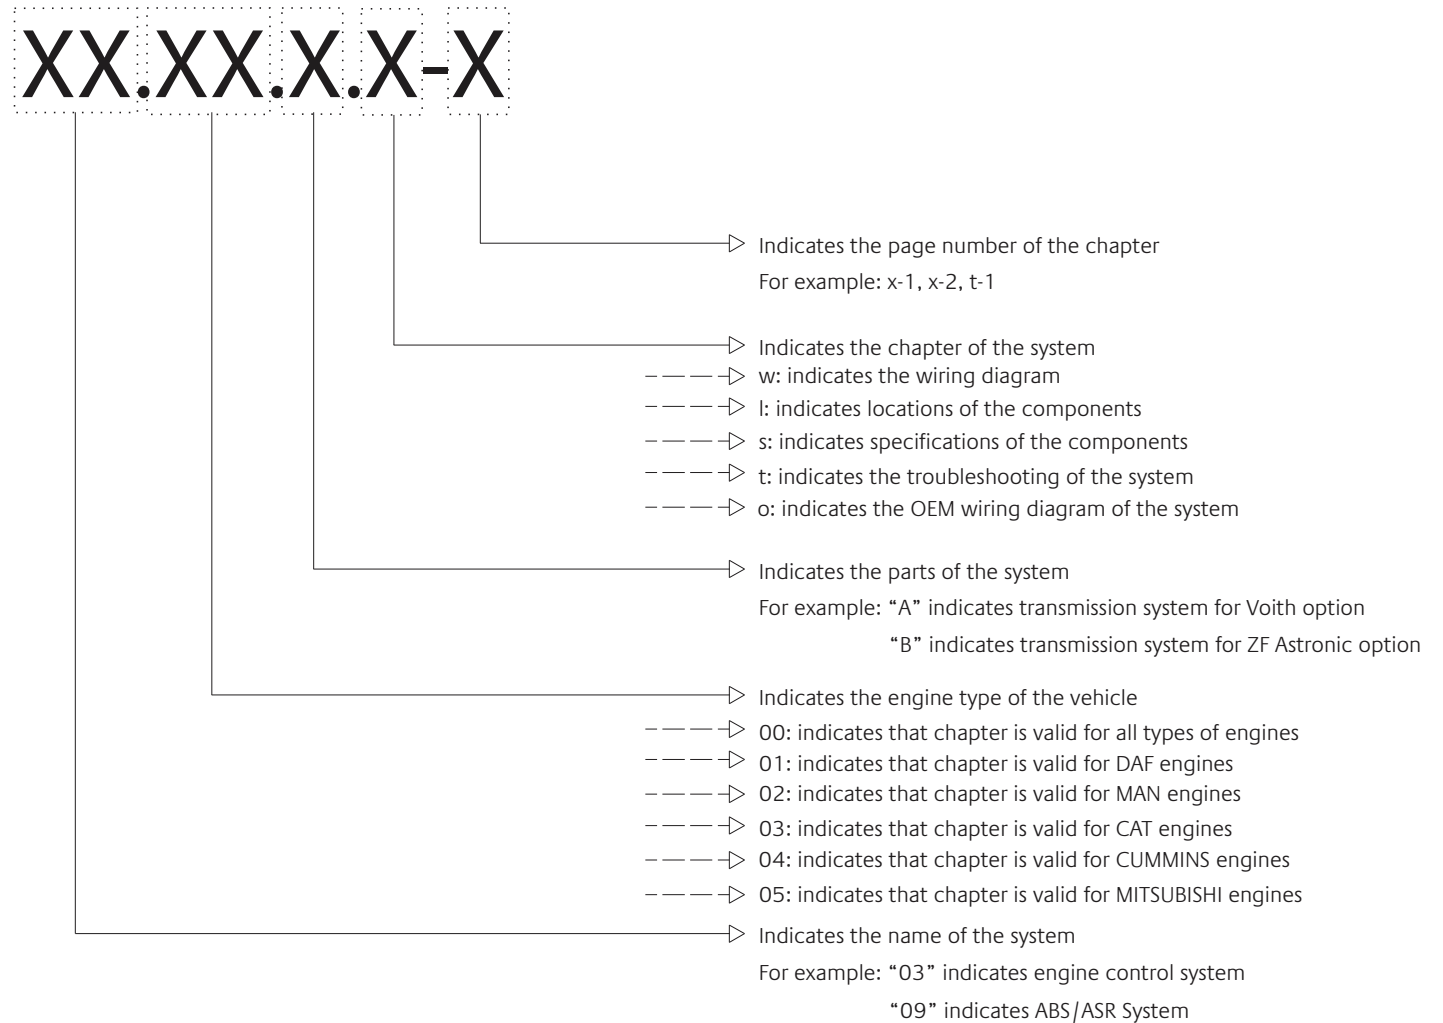 XX.XX.X.X-X
Indicates the page number of the chapter
For example: x-1, x-2, t-1
Indicates the chapter of the system
w: indicates the wiring diagram
l: indicates locations of the components
s: indicates specifications of the components
t: indicates the troubleshooting of the system
o: indicates the OEM wiring diagram of the system
Indicates the parts of the system
For example: “A” indicates transmission system for Voith option
“B” indicates transmission system for ZF Astronic option
Indicates the engine type of the vehicle
00: indicates that chapter is valid for all types of engines
01: indicates that chapter is valid for DAF engines
02: indicates that chapter is valid for MAN engines
03: indicates that chapter is valid for CAT engines
04: indicates that chapter is valid for CUMMINS engines
05: indicates that chapter is valid for MITSUBISHI engines
Indicates the name of the system
For example: “03” indicates engine control system
“09” indicates ABS/ASR System